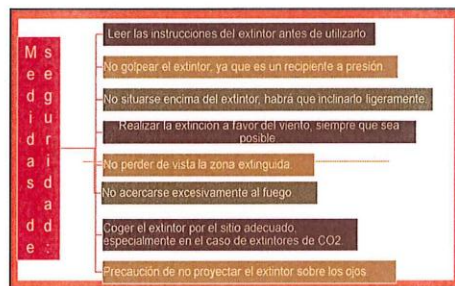 Medidas de
seguridad
Leer las instrucciones del extintor antes de utilizarlo.
No golpear el extintor, ya que es un recipiente a presión.
No situarse encima del extintor, habrá que inclinarlo ligeramente.
Realizar la extinción a favor del viento, siempre que sea
posible
No perder de vista la zona extinguida.
No acercarse excesivamente al fuego
Coger el extintor por el sitio adecuado,
especialmente en el caso de extintores de CO2.
Precaución de no proyectar el extintor sobre los ojos.